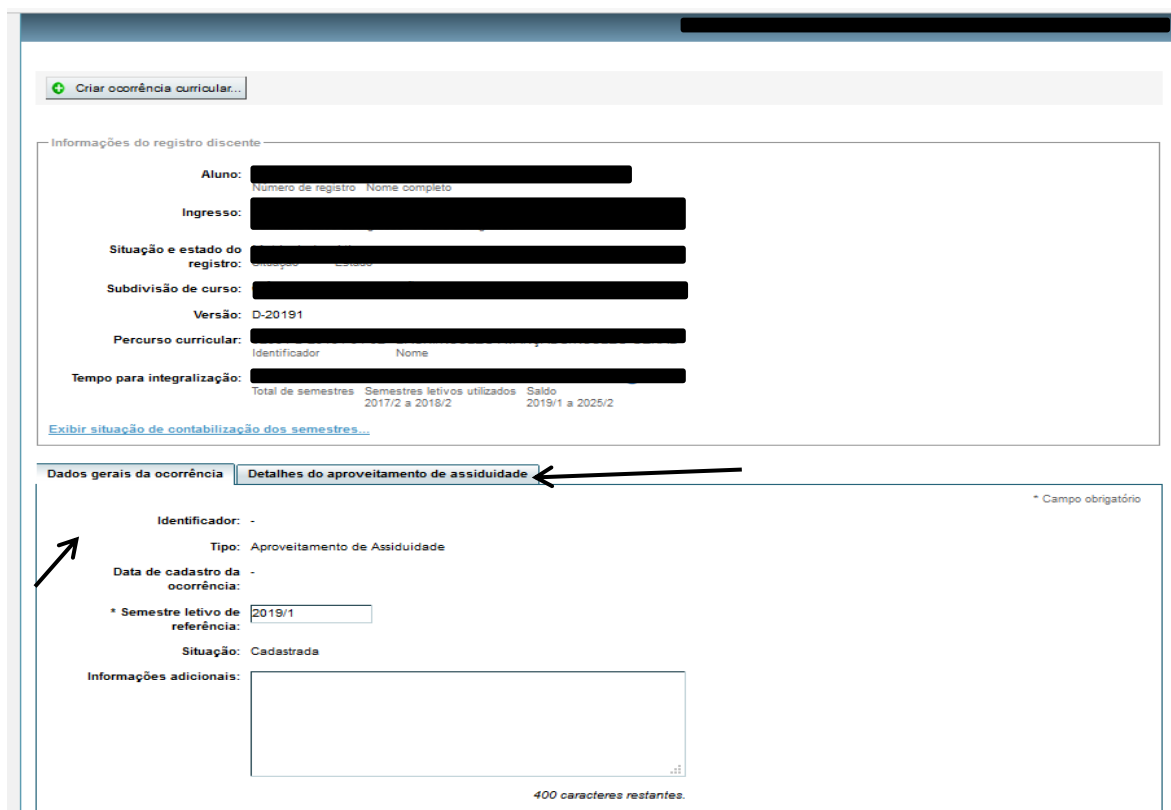 Criar ocorrência curricular...
Informações do registro discente
Aluno:
Número de registro Nome completo
Ingresso:
Situação e estado do
registro:
Subdivisão de curso:
Versão: D-20191
Percurso curricular:
Identificador Nome
Tempo para integralização:
Total de semestres Semestres letivos utilizados Saldo
2017/2 a 2018/2 2019/1 a 2025/2
Exibir situação de contabilização dos semestres...
Dados gerais da ocorrência Detalhes do aproveitamento de assiduidade
* Campo obrigatório
Identificador: -
Tipo: Aproveitamento de Assiduidade
Data de cadastro da -
ocorrência:
* Semestre letivo de 2019/1
referência:
Situação: Cadastrada
Informações adicionais:
400 caracteres restantes.